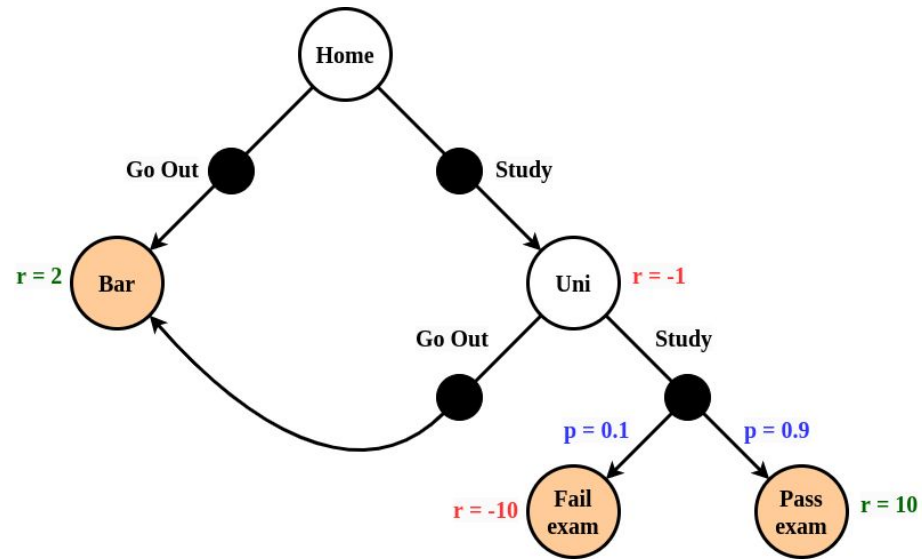 Home
Go Out
Study
r = 2
Bar
Uni
r = -1
Go Out
Study
p = 0.1
p = 0.9
r = -10
Fail
exam
Pass
exam
r = 10